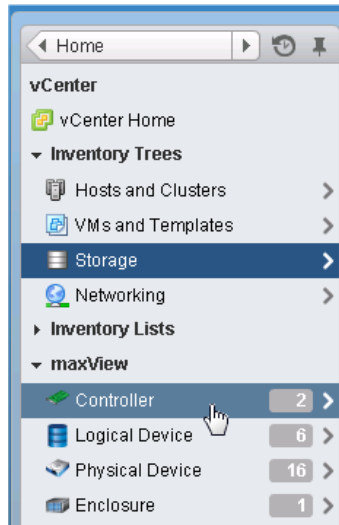 Home
vCenter
vCenter Home
Inventory Trees
Hosts and Clusters
VMs and Templates
Storage
Networking
Inventory Lists
maxView
Controller 2
Logical Device 6
Physical Device 16
Enclosure 1